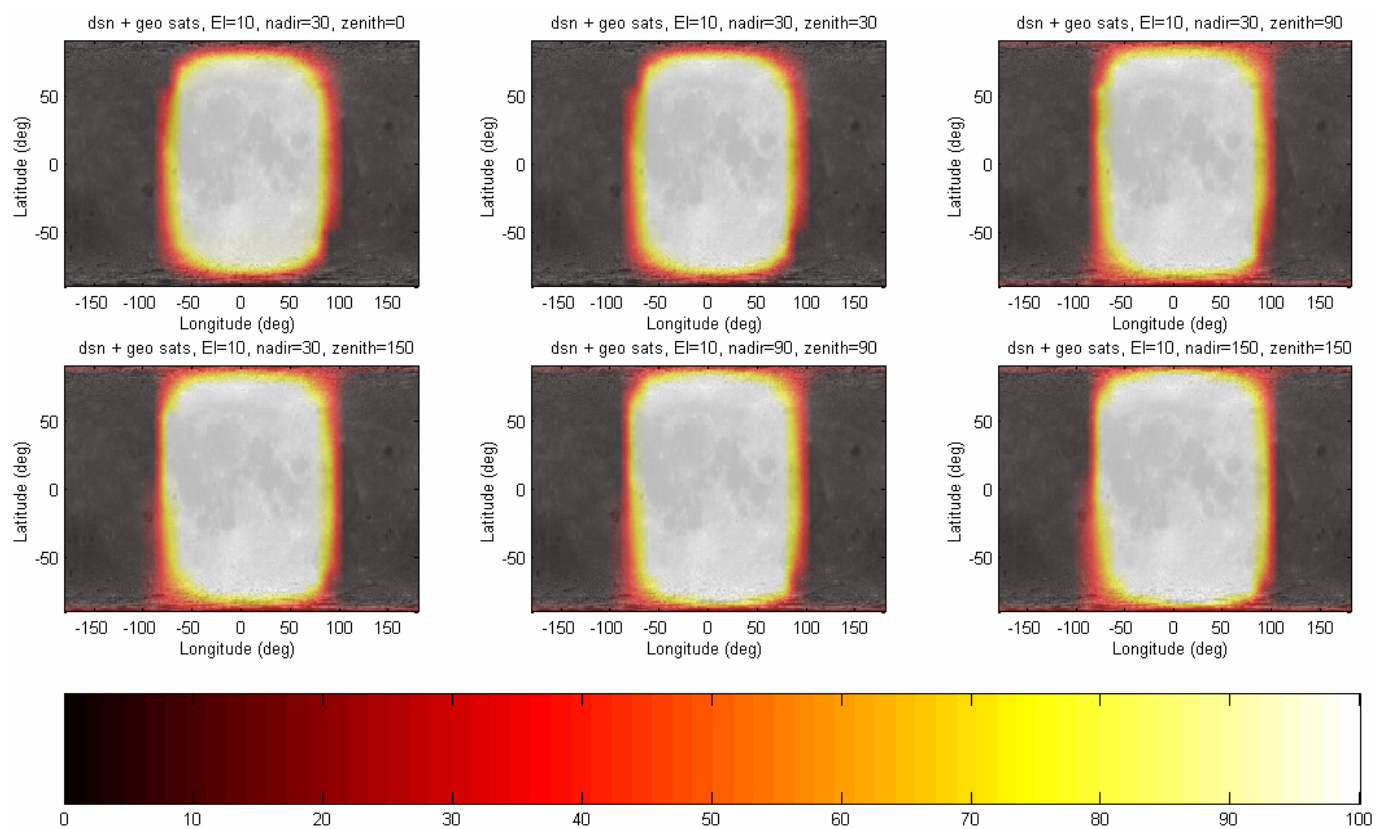 dsn + geo sats, El=10, nadir=30, zenith=0
dsn + geo sats, El=10, nadir=30, zenith=30
dsn + geo sats, El=10, nadir=30, zenith=90
50
0
-50
Latitude (deg)
-150 -100 -50 0 50 100 150
Longitude (deg)
50
0
-50
Latitude (deg)
-150 -100 -50 0 50 100 150
Longitude (deg)
50
0
-50
Latitude (deg)
-150 -100 -50 0 50 100 150
Longitude (deg)
dsn + geo sats, El=10, nadir=30, zenith=150
dsn + geo sats, El=10, nadir=90, zenith=90
dsn + geo sats, El=10, nadir=150, zenith=150
50
0
-50
Latitude (deg)
-150 -100 -50 0 50 100 150
Longitude (deg)
50
0
-50
Latitude (deg)
-150 -100 -50 0 50 100 150
Longitude (deg)
50
0
-50
Latitude (deg)
-150 -100 -50 0 50 100 150
Longitude (deg)
0 10 20 30 40 50 60 70 80 90 100